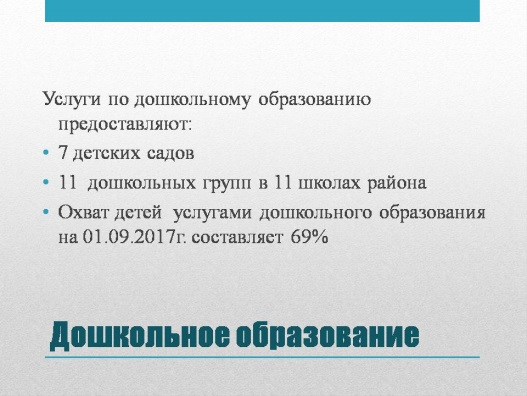 Услуги по дошкольному образованию
предоставляют:
• 7 детских садов
• 11 дошкольных групп в 11 школах района
• Охват детей услугами дошкольного образования
на 01.09.2017г. составляет 69%
Дошкольное образование